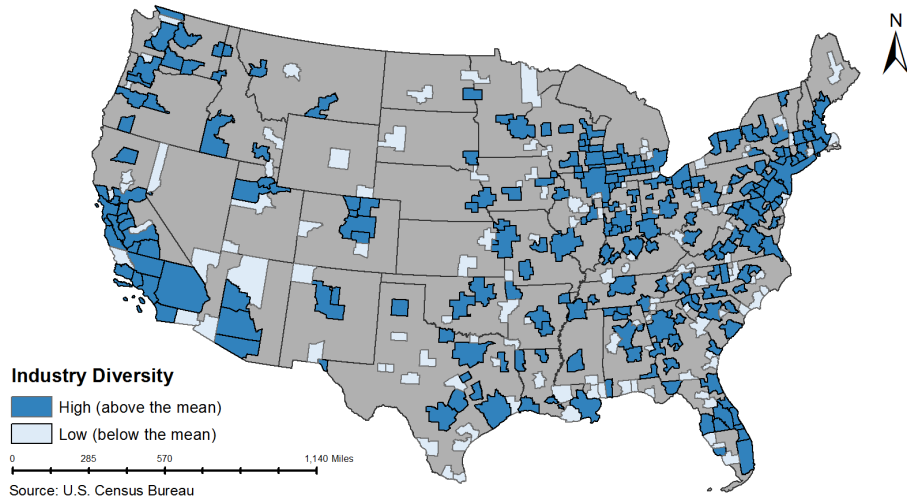 N
Industry Diversity
High (above the mean)
Low (below the mean)
0 285 570 1,140 Miles
Source: U.S. Census Bureau